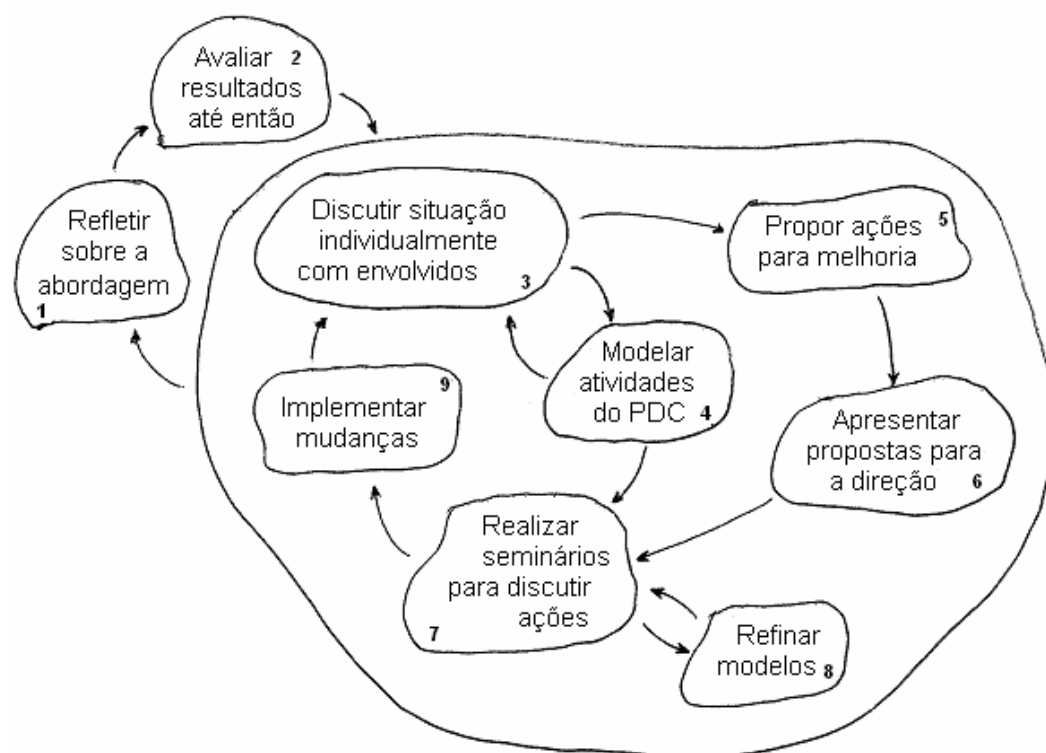 Avaliar 2
resultados
até então
Refletir
sobre a
abordagem
1
Discutir situação
individualmente
com envolvidos
3
Propor ações 5
para melhoria
Modelar
atividades
do PDC 4
Apresentar
propostas para
a direção 6
Realizar
seminários
para discutir
ações
7
Refinar
modelos 8
9
Implementar
mudanças